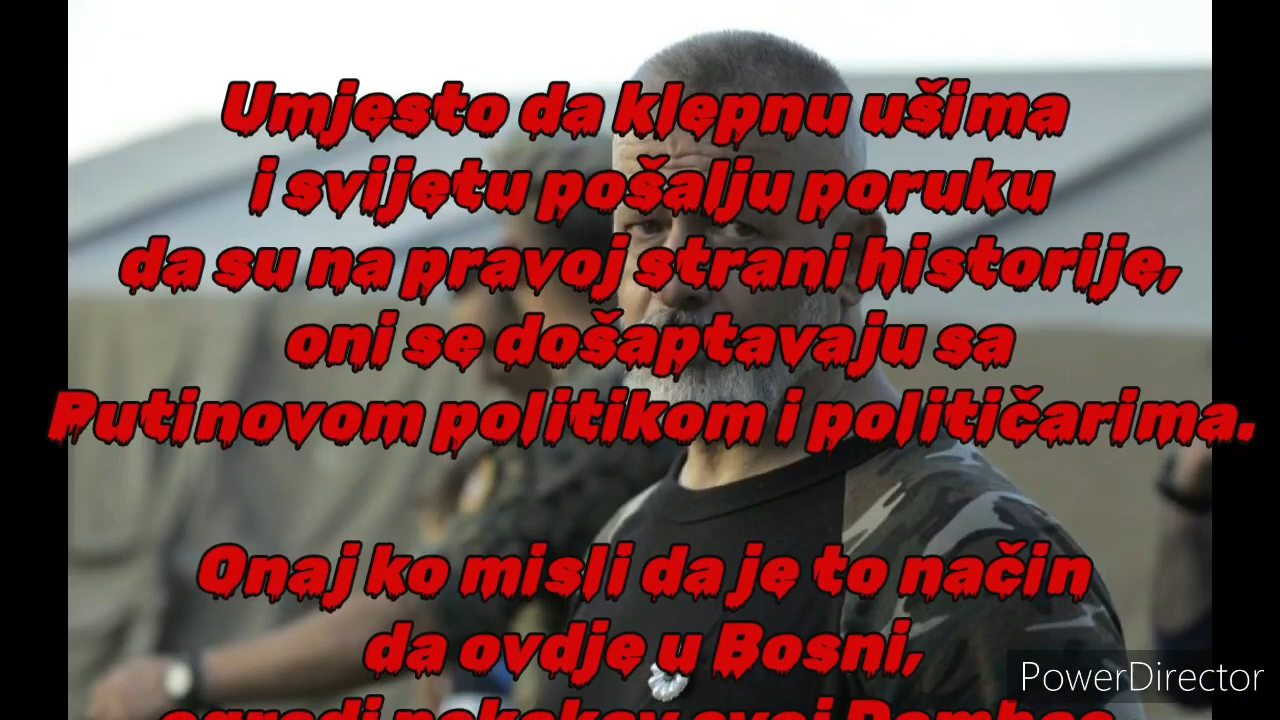 Umjesto da klepnu ušima
i svijetu pošalju poruku
da su na pravoj strani historije,
oni se došaptavaju sa
Putinovom politikom i političarima.
Onaj ko misli da je to način
da ovdje u Bosni,
PowerDirector